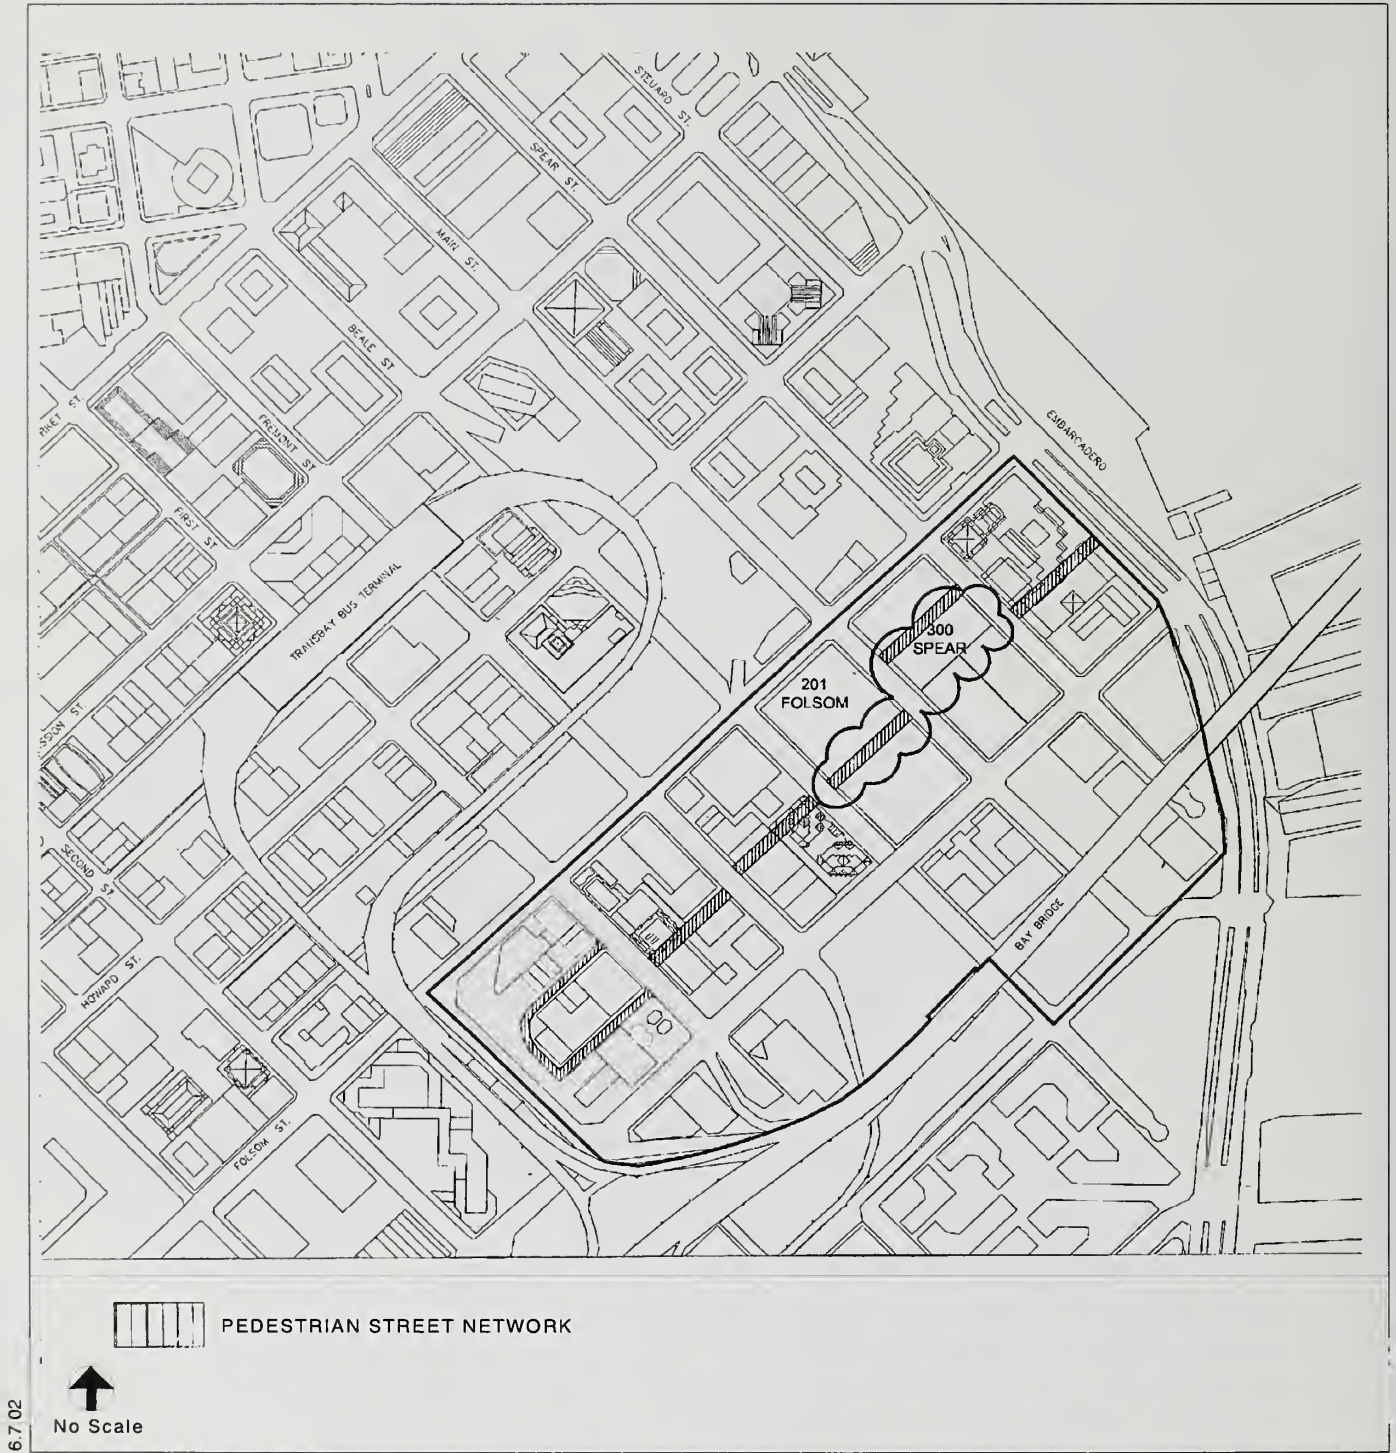 STEUARD ST.
SPEAR ST.
MAIN ST.
BEALE ST
FREMONT ST
FIRST ST
EMBARCADERO
TRANSBAY BUS TERMINAL
300
SPEAR
201
FOLSOM
SECOND ST.
HOWARD ST.
FOLSOM ST.
BAY BRIDGE
PEDESTRIAN STREET NETWORK
No Scale
6.7.02